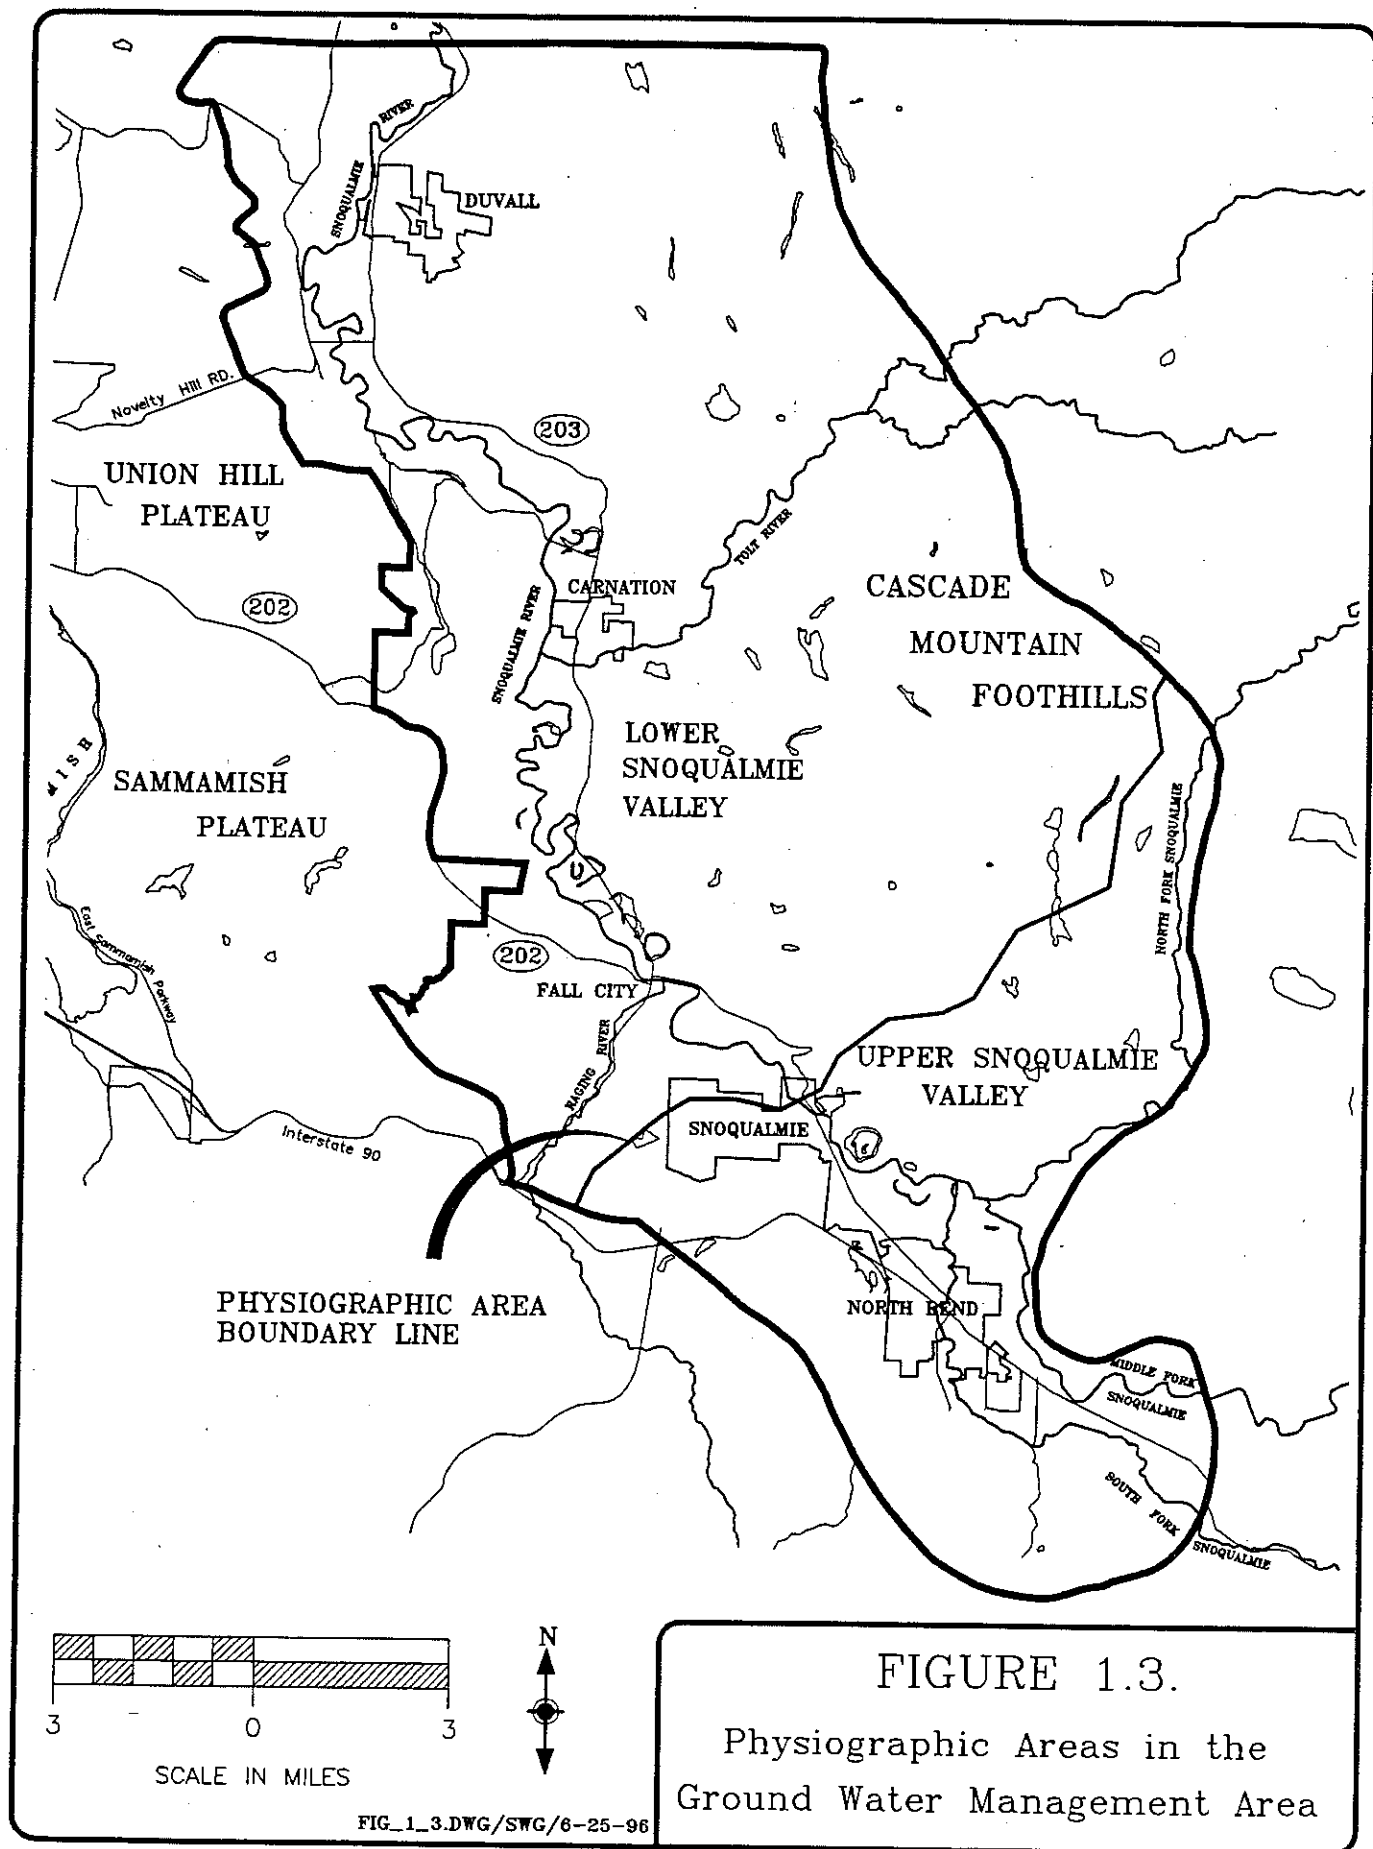 RIVER
SNOQUALMIE
DUVALL
Novelty Hill RD.
203
UNION HILL
PLATEAU
TOLT RIVER
CASCADE
MOUNTAIN
FOOTHILLS
202
CARNATION
SNOQUALMIE RIVER
LOWER
SNOQUALMIE
VALLEY
MISH
SAMMAMISH
PLATEAU
NORTH FORK SNOQUALMIE
East Sammamish Parkway
202
FALL CITY
RAGING RIVER
UPPER SNOQUALMIE
VALLEY
SNOQUALMIE
Interstate 90
PHYSIOGRAPHIC AREA
BOUNDARY LINE
NORTH BEND
MIDDLE FORK
SNOQUALMIE
SOUTH FORK
SNOQUALMIE
3 0 3
SCALE IN MILES
N
FIG_1_3.DWG/SWG/6-25-96
FIGURE 1.3.
Physiographic Areas in the
Ground Water Management Area